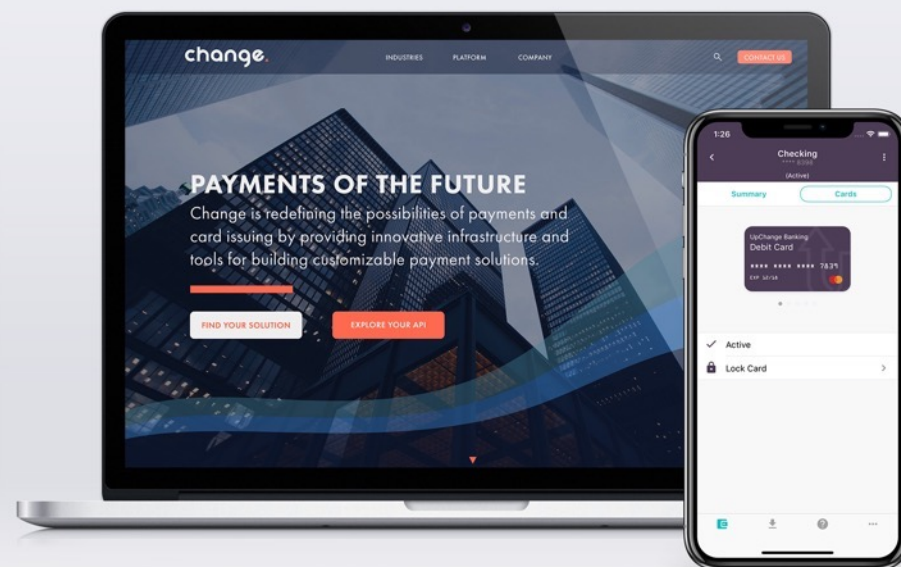 change.
INDUSTRIES
PLATFORM
COMPANY
CONTACT US
PAYMENTS OF THE FUTURE
Change is redefining the possibilities of payments and
card issuing by providing innovative infrastructure and
tools for building customizable payment solutions.
FIND YOUR SOLUTION
EXPLORE YOUR API
1:26
Checking
(Active)
Summary
Cards
UpChange Banking
Debit Card
**** **** **** 7839
Active
Lock Card